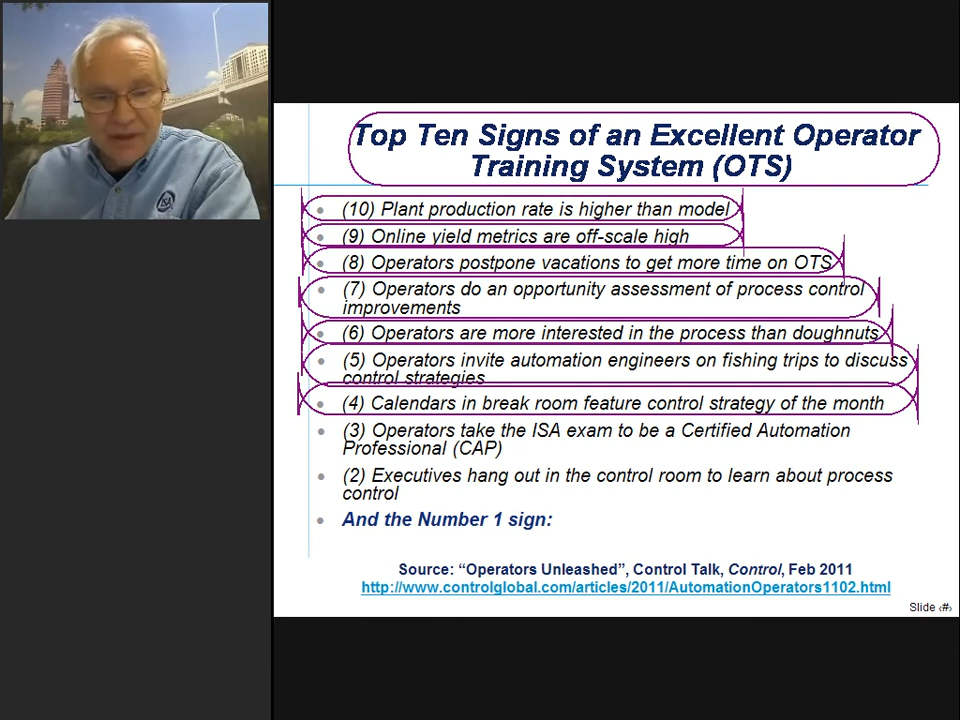 ISA
Top Ten Signs of an Excellent Operator
Training System (OTS)
(10) Plant production rate is higher than model
(9) Online yield metrics are off-scale high
(8) Operators postpone vacations to get more time on OTS
(7) Operators do an opportunity assessment of process control
improvements
(6) Operators are more interested in the process than doughnuts
(5) Operators invite automation engineers on fishing trips to discuss
control strategies
(4) Calendars in break room feature control strategy of the month
(3) Operators take the ISA exam to be a Certified Automation
Professional (CAP)
(2) Executives hang out in the control room to learn about process
control
And the Number 1 sign:
Source: “Operators Unleashed”, Control Talk, Control, Feb 2011
http://www.controlglobal.com/articles/2011/AutomationOperators1102.html
Slide ‹#›